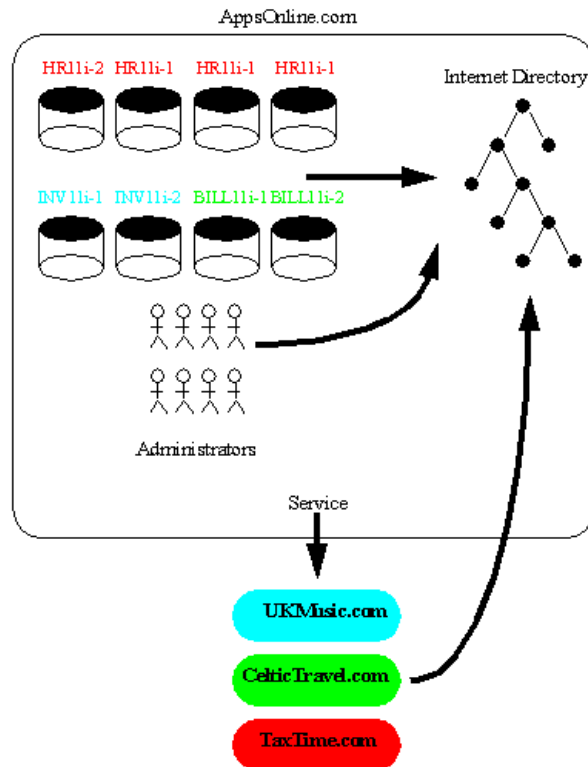 AppsOnline.com
HR11i-2 HR11i-1 HR11i-1 HR11i-1
Internet Directory
INV11i-1 INV11i-2 BILL11i-1 BILL11i-2
Administrators
Service
UKMusic.com
CelticTravel.com
TaxTime.com